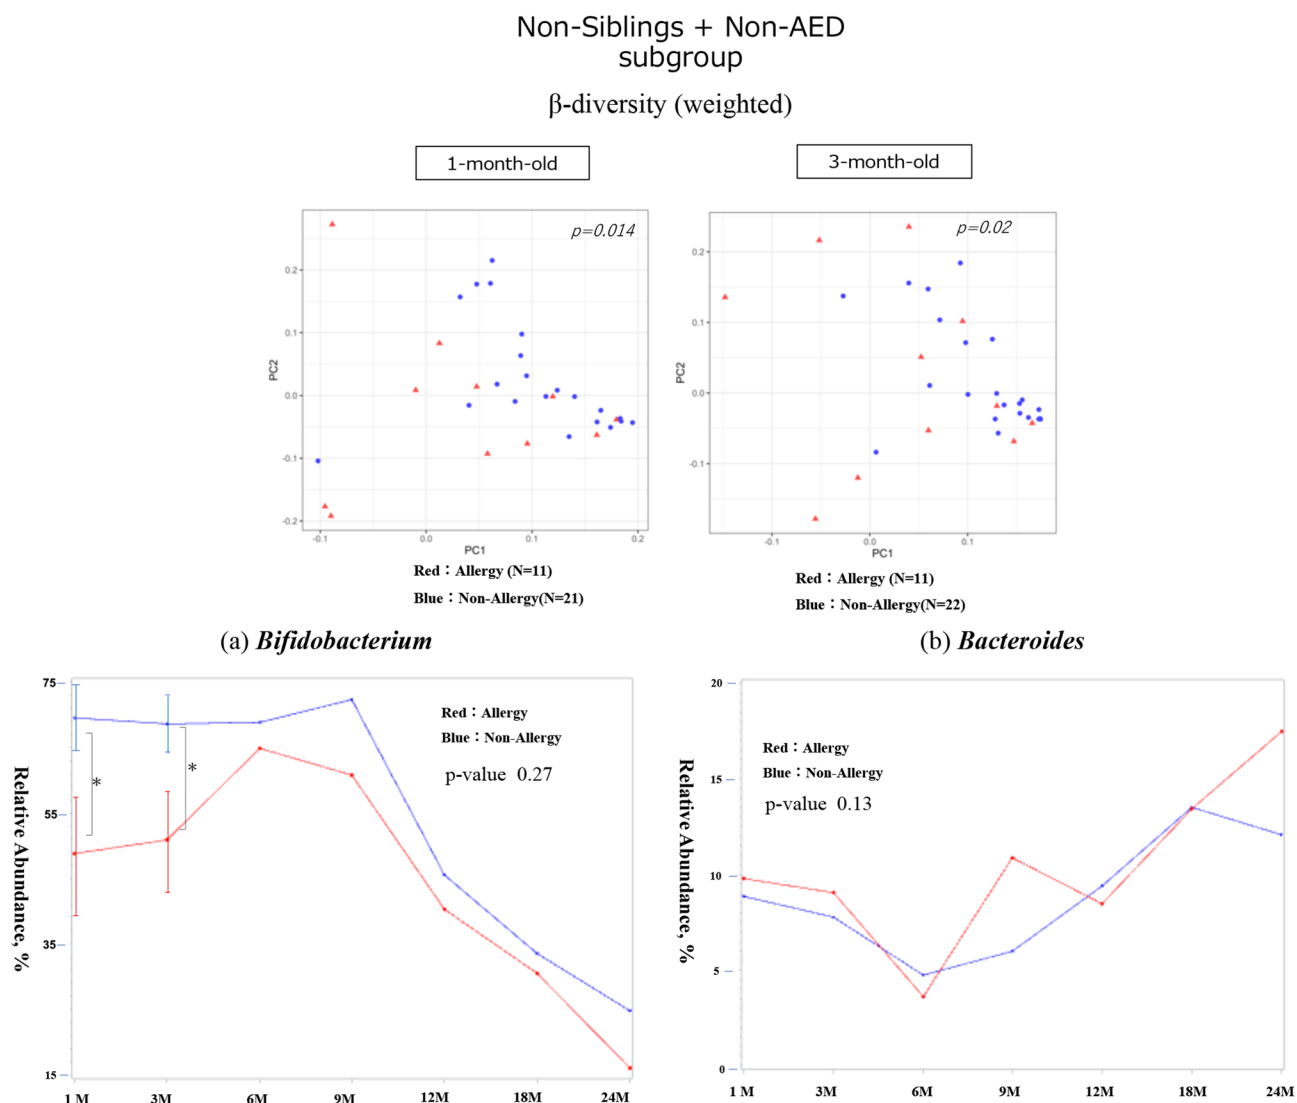 Non-Siblings + Non-AED
subgroup
β-diversity (weighted)
1-month-old
3-month-old
p=0.014
0.2
0.1
0.0
-0.1
-0.2
PC2
-0.1
0.0
0.1
0.2
PC1
Red：Allergy (N=11)
Blue：Non-Allergy(N=21)
p=0.02
0.2
0.1
0.0
-0.1
PC2
-0.1
0.0
0.1
PC1
Red：Allergy (N=11)
Blue：Non-Allergy(N=22)
(a) Bifidobacterium
75
55
35
15
Relative Abundance, %
*
*
Red：Allergy
Blue：Non-Allergy
p-value 0.27
1 M
3M
6M
9M
12M
18M
24M
(b) Bacteroides
20
15
10
5
0
Relative Abundance, %
Red：Allergy
Blue：Non-Allergy
p-value 0.13
1 M
3M
6M
9M
12M
18M
24M